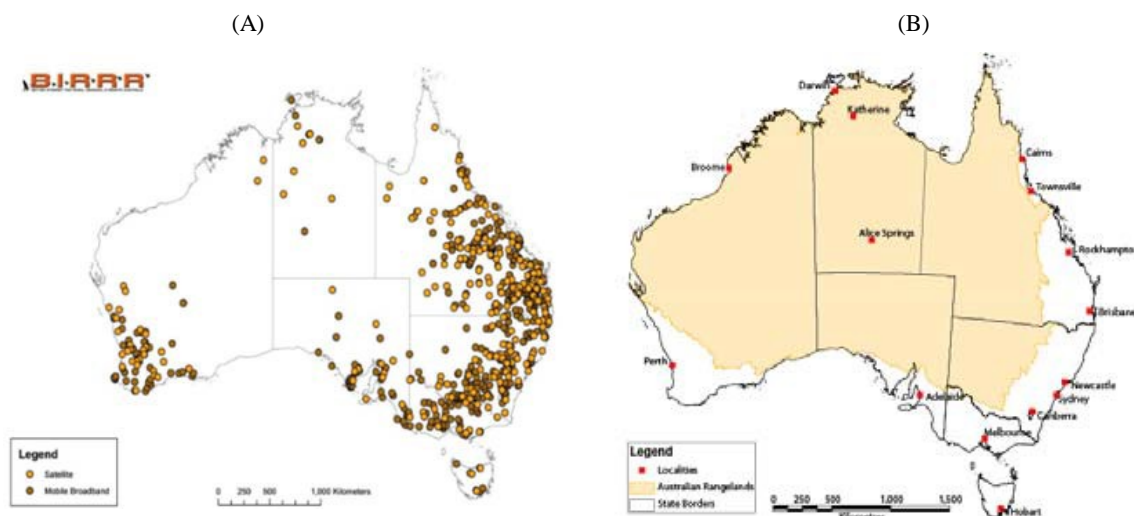 (A)
(B)
B.I.R.R.R
Legend
Satellite
Mobile Broadband
0 250 500 1,000 Kilometers
Darwin
Katherine
Broome
Cairns
Townsville
Alice Springs
Rockhampton
Brisbane
Perth
Newcastle
Sydney
Adelaide
Canberra
Melbourne
Hobart
Legend
Localities
Australian Rangelands
State Borders
0 250 500 1,000 1,500
Kilometers